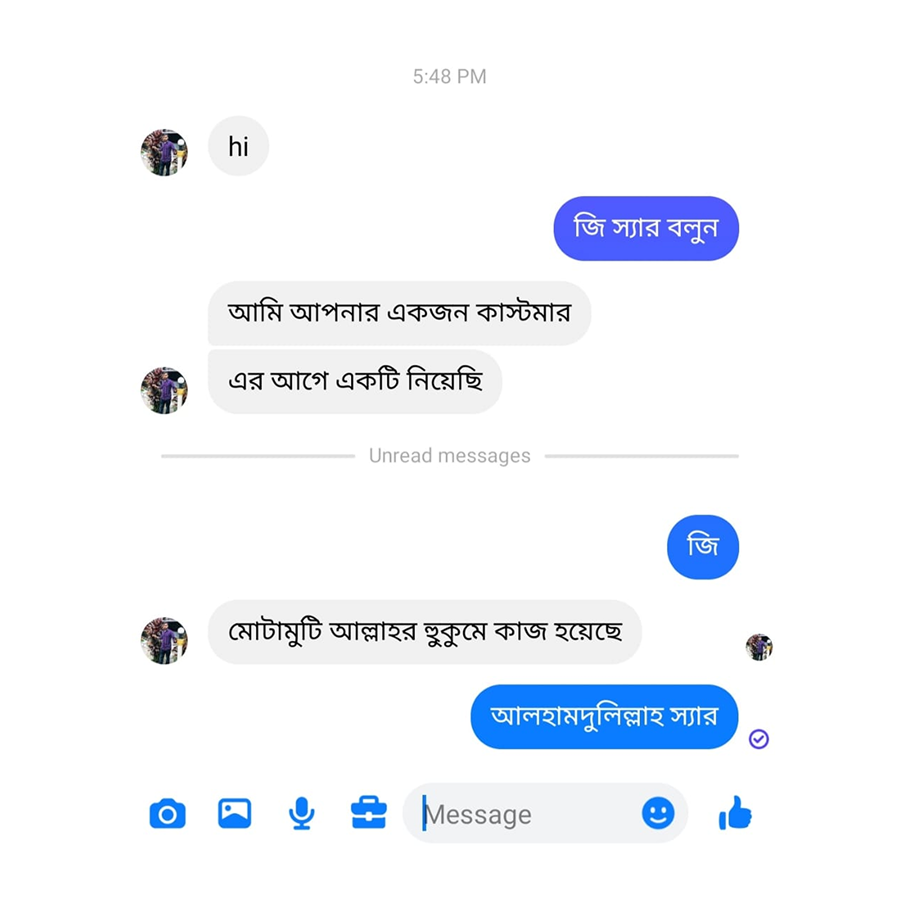 5:48 PM
hi
জি স্যার বলুন
আমি আপনার একজন কাস্টমার
এর আগে একটি নিয়েছি
Unread messages
জি
মোটামুটি আল্লাহর হুকুমে কাজ হয়েছে
আলহামদুলিল্লাহ স্যার
Message